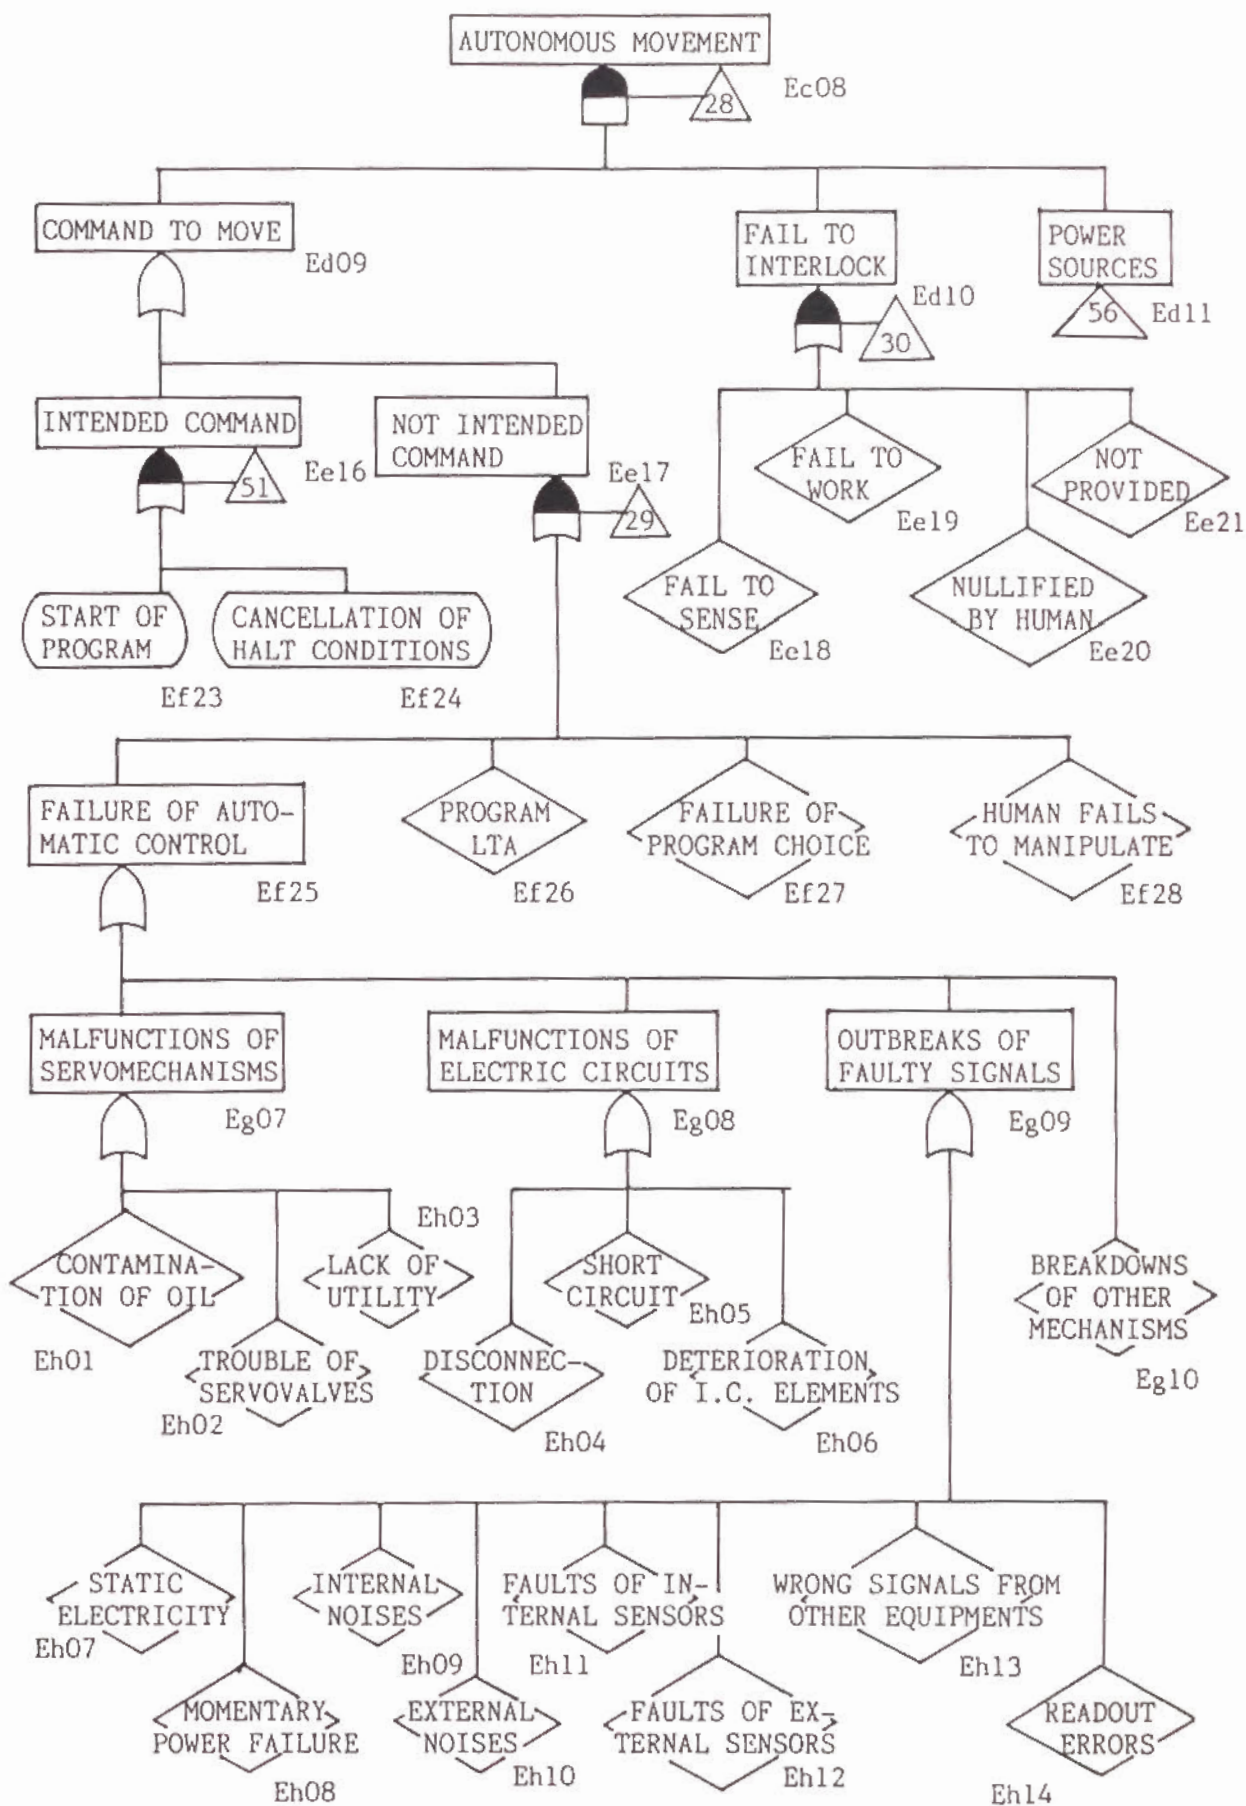 AUTONOMOUS MOVEMENT
28
Ec08
COMMAND TO MOVE
Ed09
FAIL TO
INTERLOCK
Ed10
30
POWER
SOURCES
56
Ed11
INTENDED COMMAND
51
Ee16
NOT INTENDED
COMMAND
Ee17
29
FAIL TO
SENSE
Ee18
FAIL TO
WORK
Ee19
NULLIFIED
BY HUMAN
Ee20
NOT
PROVIDED
Ee21
START OF
PROGRAM
Ef23
CANCELLATION OF
HALT CONDITIONS
Ef24
FAILURE OF AUTO-
MATIC CONTROL
Ef25
PROGRAM
LTA
Ef26
FAILURE OF
PROGRAM CHOICE
Ef27
HUMAN FAILS
TO MANIPULATE
Ef28
MALFUNCTIONS OF
SERVOMECHANISMS
Eg07
MALFUNCTIONS OF
ELECTRIC CIRCUITS
Eg08
OUTBREAKS OF
FAULTY SIGNALS
Eg09
BREAKDOWNS
OF OTHER
MECHANISMS
Eg10
CONTAMINA-
TION OF OIL
Eh01
TROUBLE OF
SERVOVALVES
Eh02
Eh03
LACK OF
UTILITY
DISCONNEC-
TION
Eh04
SHORT
CIRCUIT
Eh05
DETERIORATION
OF I.C. ELEMENTS
Eh06
STATIC
ELECTRICITY
Eh07
MOMENTARY
POWER FAILURE
Eh08
INTERNAL
NOISES
Eh09
EXTERNAL
NOISES
Eh10
FAULTS OF IN-
TERNAL SENSORS
Eh11
FAULTS OF EX-
TERNAL SENSORS
Eh12
WRONG SIGNALS FROM
OTHER EQUIPMENTS
Eh13
READOUT
ERRORS
Eh14